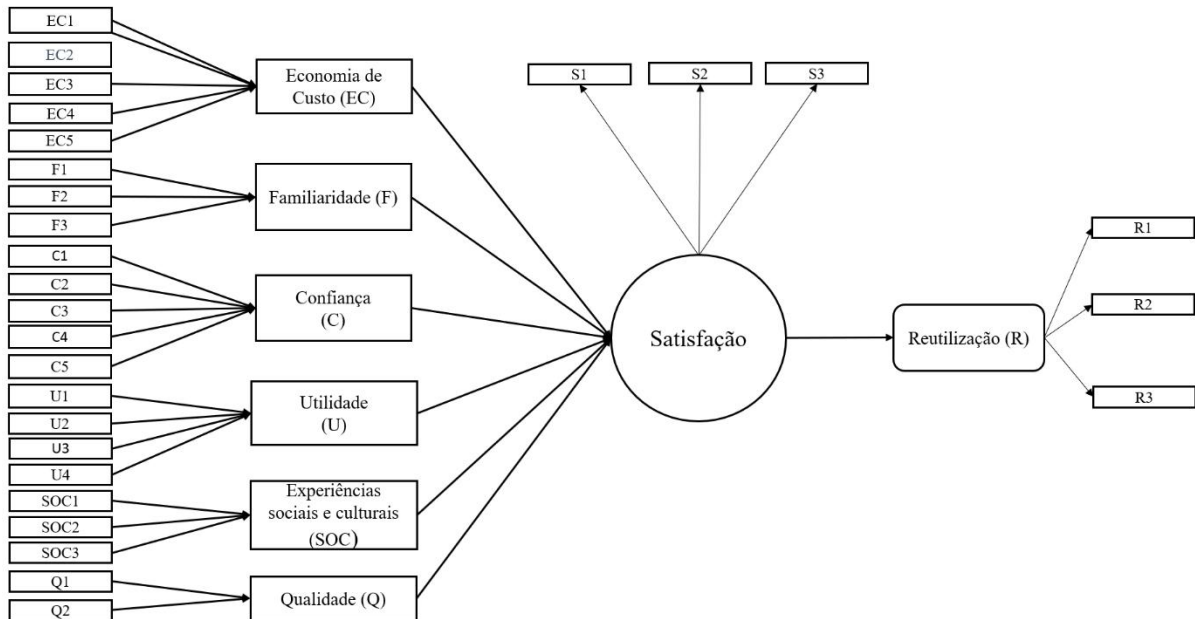 EC1
EC2
EC3
EC4
EC5
F1
F2
F3
C1
C2
C3
C4
C5
U1
U2
U3
U4
SOC1
SOC2
SOC3
Q1
Q2
Economia de
Custo (EC)
Familiaridade (F)
Confiança
(C)
Utilidade
(U)
Experiências
sociais e culturais
(SOC)
Qualidade (Q)
S1
S2
S3
Satisfação
Reutilização (R)
R1
R2
R3